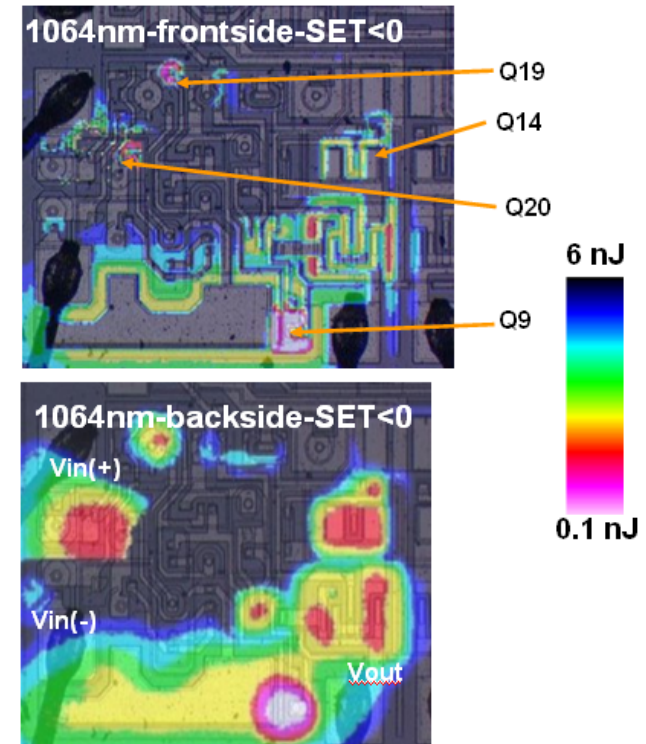 1064nm-frontside-SET<0
Q19
Q14
Q20
6 nJ
Q9
1064nm-backside-SET<0
Vin(+)
0.1 nJ
Vin(-)
Vout